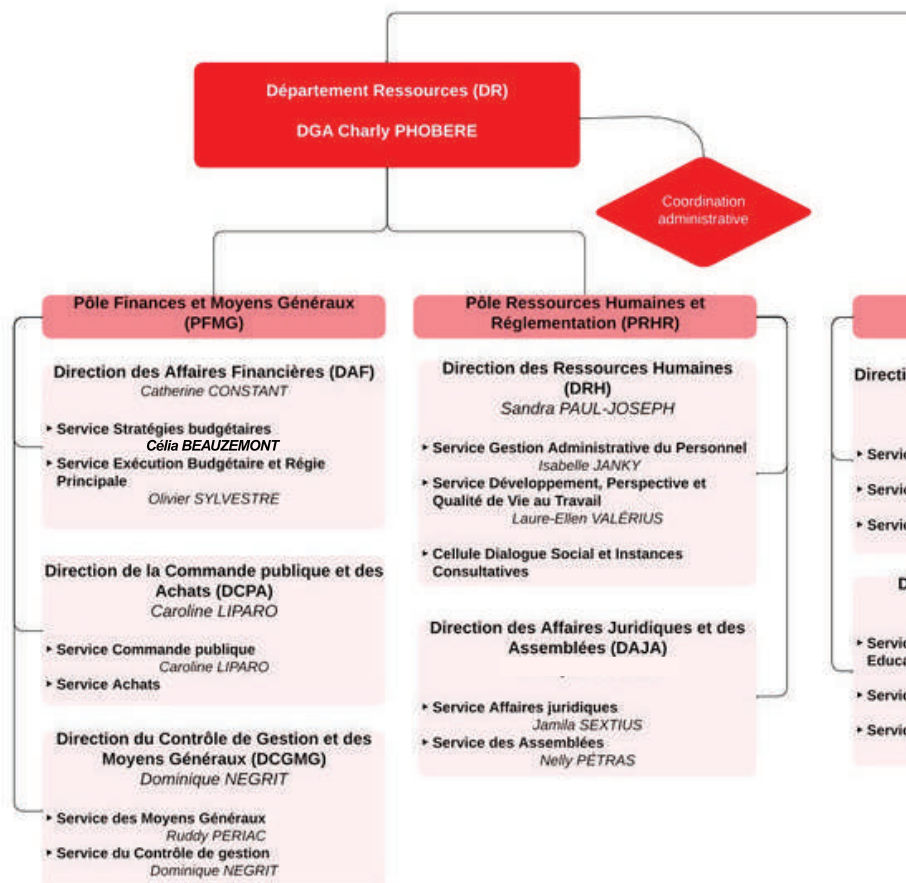 Département Ressources (DR)
DGA Charly PHOBERE
Coordination
administrative
Pôle Finances et Moyens Généraux
(PFMG)
Direction des Affaires Financières (DAF)
Catherine CONSTANT
‣ Service Stratégies budgétaires
Célia BEAUZEMONT
‣ Service Exécution Budgétaire et Régie
Principale
Olivier SYLVESTRE
Direction de la Commande publique et des
Achats (DCPA)
Caroline LIPARO
‣ Service Commande publique
Caroline LIPARO
‣ Service Achats
Direction du Contrôle de Gestion et des
Moyens Généraux (DCGMG)
Dominique NEGRIT
‣ Service des Moyens Généraux
Ruddy PERIAC
‣ Service du Contrôle de gestion
Dominique NEGRIT
Pôle Ressources Humaines et
Réglementation (PRHR)
Direction des Ressources Humaines
(DRH)
Sandra PAUL-JOSEPH
‣ Service Gestion Administrative du Personnel
Isabelle JANKY
‣ Service Développement, Perspective et
Qualité de Vie au Travail
Laure-Ellen VALÉRIUS
‣ Cellule Dialogue Social et Instances
Consultatives
Direction des Affaires Juridiques et des
Assemblées (DAJA)
‣ Service Affaires juridiques
Jamila SEXTIUS
‣ Service des Assemblées
Nelly PÉTRAS